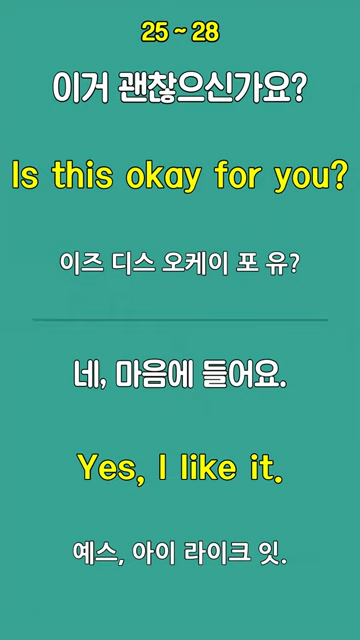 25 ~ 28
이거 괜찮으신가요?
Is this okay for you?
이즈 디스 오케이 포 유?
네, 마음에 들어요.
Yes, I like it.
예스, 아이 라이크 잇.